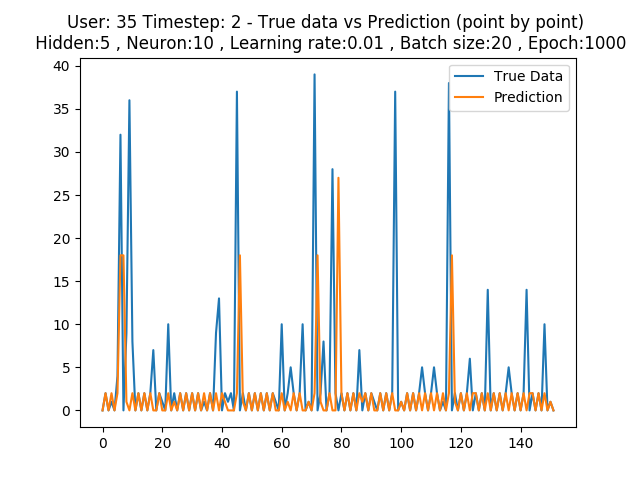 User: 35 Timestep: 2 - True data vs Prediction (point by point)
Hidden:5 , Neuron:10 , Learning rate:0.01 , Batch size:20 , Epoch:1000
True Data
Prediction
40
35
30
25
20
15
10
5
0
0 20 40 60 80 100 120 140